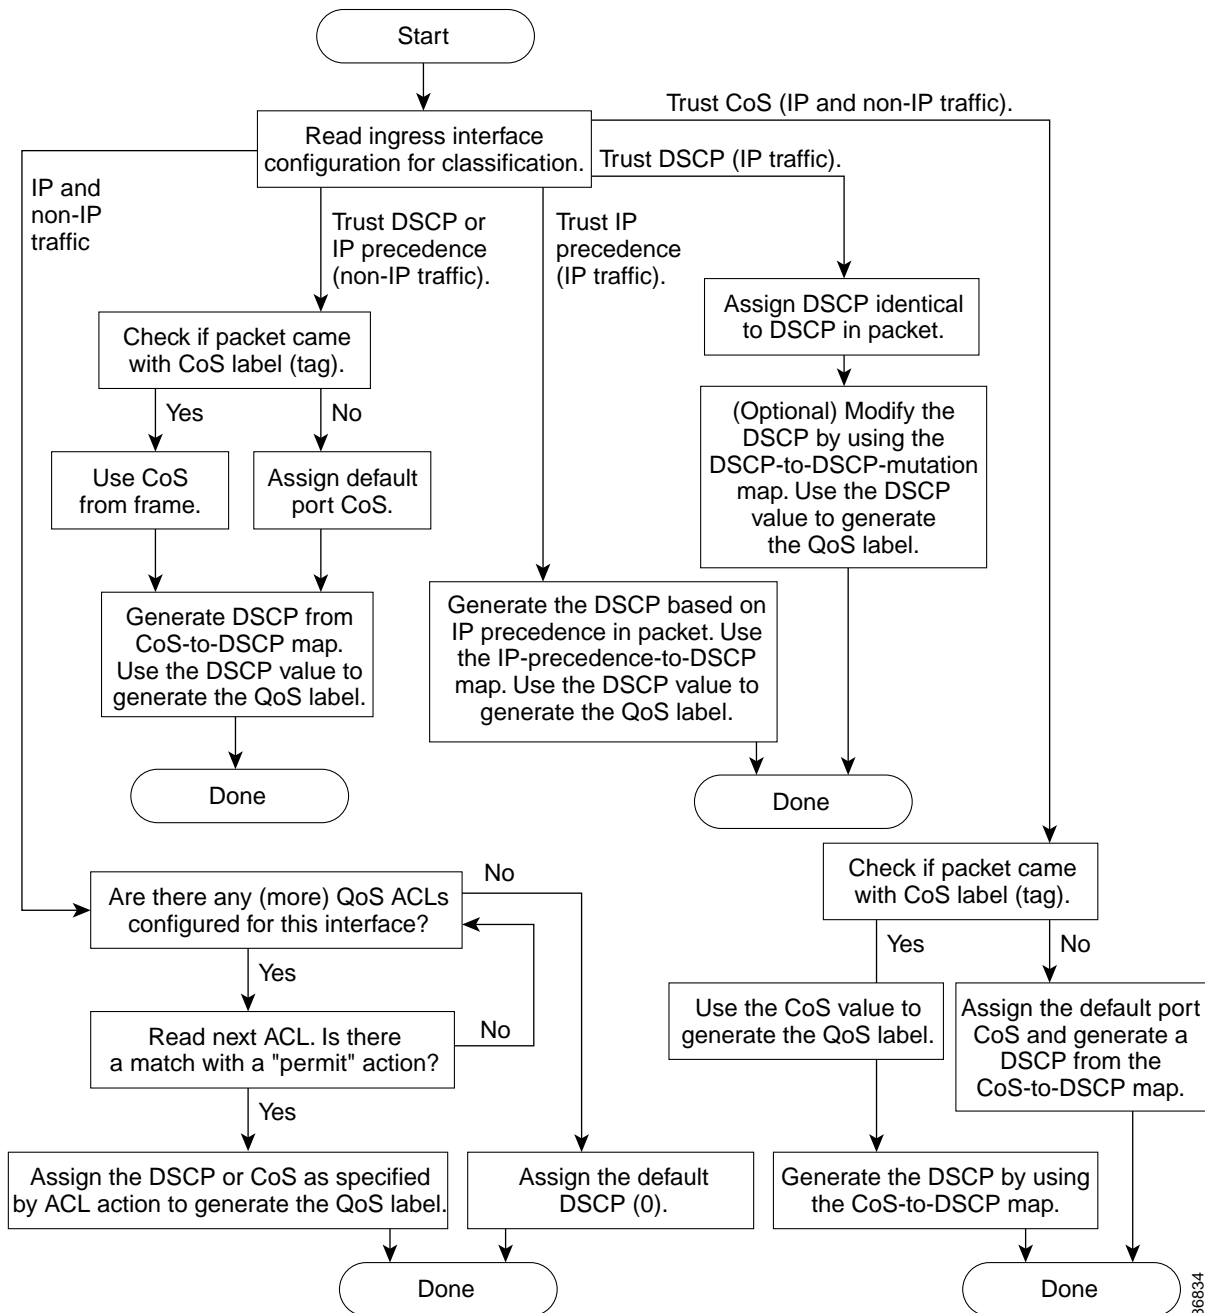 Start
Trust CoS (IP and non-IP traffic).
Read ingress interface
configuration for classification.
Trust DSCP (IP traffic).
IP and
non-IP
traffic
Trust DSCP or
IP precedence
(non-IP traffic).
Trust IP
precedence
(IP traffic).
Assign DSCP identical
to DSCP in packet.
Check if packet came
with CoS label (tag).
Yes
No
(Optional) Modify the
DSCP by using the
DSCP-to-DSCP-mutation
map. Use the DSCP
value to generate
the QoS label.
Use CoS
from frame.
Assign default
port CoS.
Generate DSCP from
CoS-to-DSCP map.
Use the DSCP value to
generate the QoS label.
Generate the DSCP based on
IP precedence in packet. Use
the IP-precedence-to-DSCP
map. Use the DSCP value to
generate the QoS label.
Done
Done
Are there any (more) QoS ACLs
configured for this interface?
No
Check if packet came
with CoS label (tag).
Yes
Yes
No
Read next ACL. Is there
a match with a "permit" action?
No
Use the CoS value to
generate the QoS label.
Assign the default port
CoS and generate a
DSCP from the
CoS-to-DSCP map.
Yes
Assign the DSCP or CoS as specified
by ACL action to generate the QoS label.
Assign the default
DSCP (0).
Generate the DSCP by using
the CoS-to-DSCP map.
Done
Done